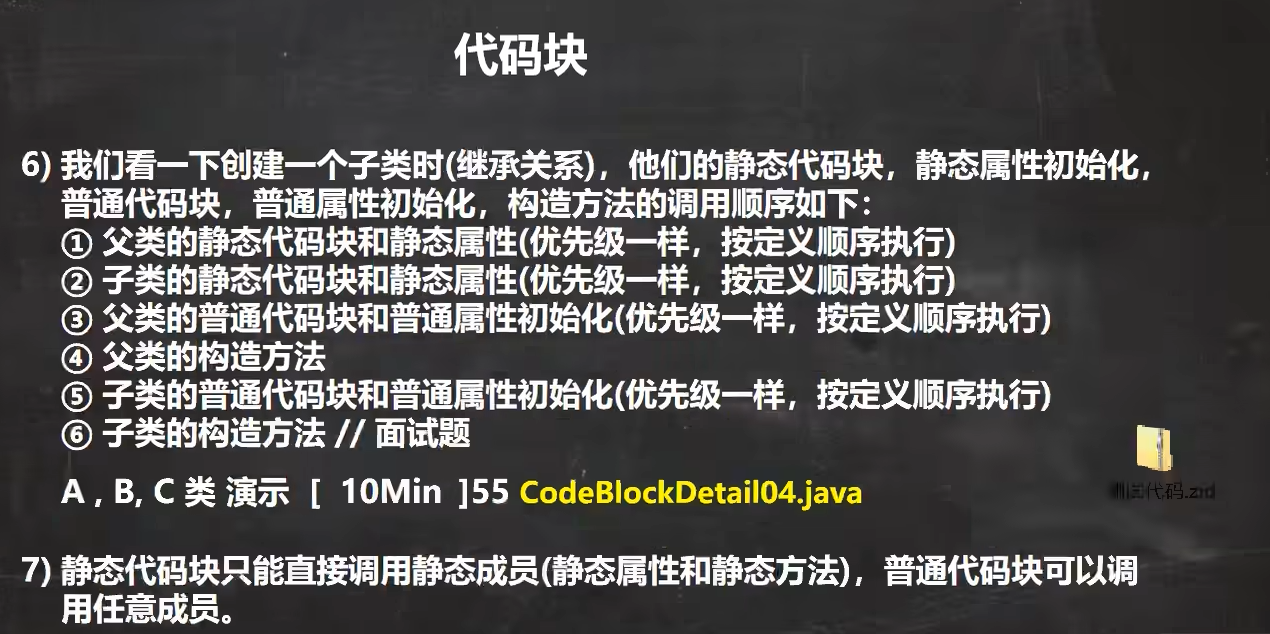 代码块
6) 我们看一下创建一个子类时(继承关系)，他们的静态代码块，静态属性初始化，
普通代码块，普通属性初始化，构造方法的调用顺序如下：
① 父类的静态代码块和静态属性(优先级一样，按定义顺序执行)
② 子类的静态代码块和静态属性(优先级一样，按定义顺序执行)
③ 父类的普通代码块和普通属性初始化(优先级一样，按定义顺序执行)
④ 父类的构造方法
⑤ 子类的普通代码块和普通属性初始化(优先级一样，按定义顺序执行)
⑥ 子类的构造方法 // 面试题
A , B, C 类 演示 [ 10Min ]55 CodeBlockDetail04.java
代码.zip
7) 静态代码块只能直接调用静态成员(静态属性和静态方法)，普通代码块可以调
用任意成员。